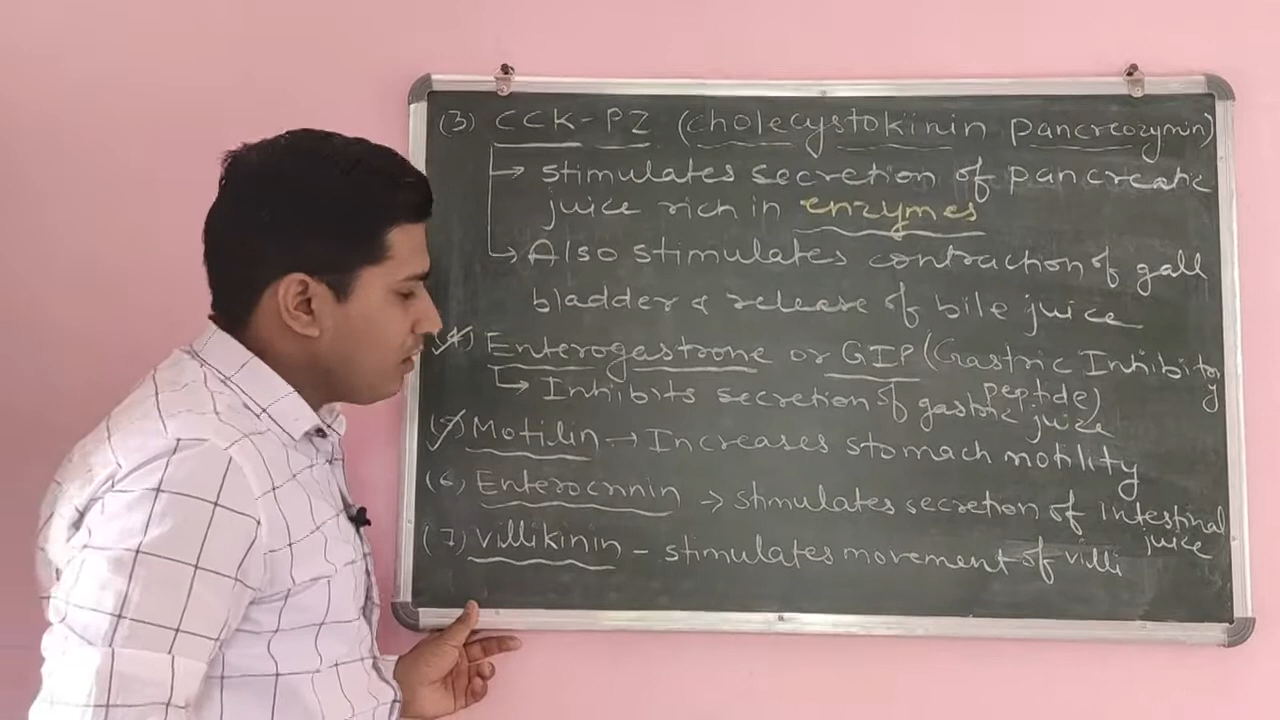 (3) CCK-PZ (cholecystokinin pancreozymin)
→ stimulates secretion of pancreatic
juice rich in enzymes
→ Also stimulates contraction of gall
bladder & release of bile juice
(4) Enterogastrone or GIP (Gastric Inhibitory
peptide)
→ Inhibits secretion of gastric juice
(5) Motilin → Increases stomach motility
(6) Enterocrinin → stimulates secretion of intestinal
juice
(7) villikinin - stimulates movement of villi